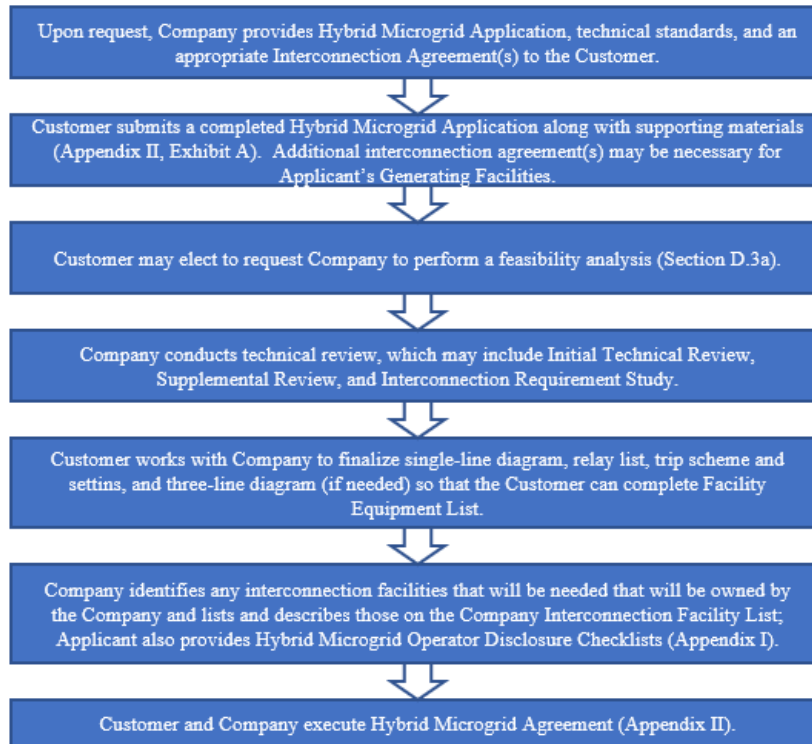 Upon request, Company provides Hybrid Microgrid Application, technical standards, and an
appropriate Interconnection Agreement(s) to the Customer.
Customer submits a completed Hybrid Microgrid Application along with supporting materials
(Appendix II, Exhibit A).  Additional interconnection agreement(s) may be necessary for
Applicant’s Generating Facilities.
Customer may elect to request Company to perform a feasibility analysis (Section D.3a).
Company conducts technical review, which may include Initial Technical Review,
Supplemental Review, and Interconnection Requirement Study.
Customer works with Company to finalize single-line diagram, relay list, trip scheme and
settins, and three-line diagram (if needed) so that the Customer can complete Facility
Equipment List.
Company identifies any interconnection facilities that will be needed that will be owned by
the Company and lists and describes those on the Company Interconnection Facility List;
Applicant also provides Hybrid Microgrid Operator Disclosure Checklists (Appendix I).
Customer and Company execute Hybrid Microgrid Agreement (Appendix II).